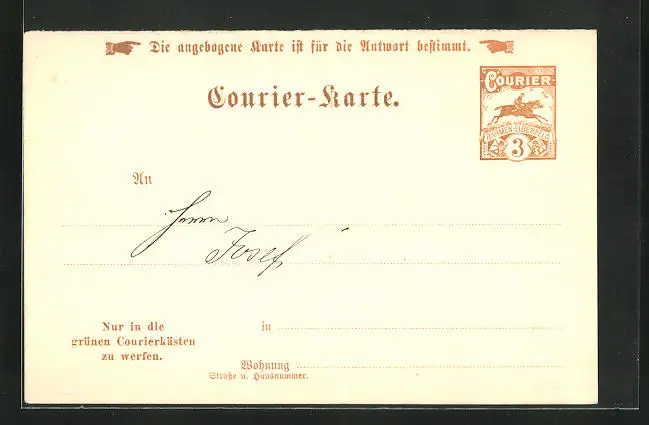 Die angebogene Karte ist für die Antwort bestimmt.
Courier-Karte.
COURIER
BARMEN-ELBERFELD
3
An
Herrn
Josef
Nur in die
grünen Courierkästen
zu werfen.
in
Wohnung
Straße u. Hausnummer.